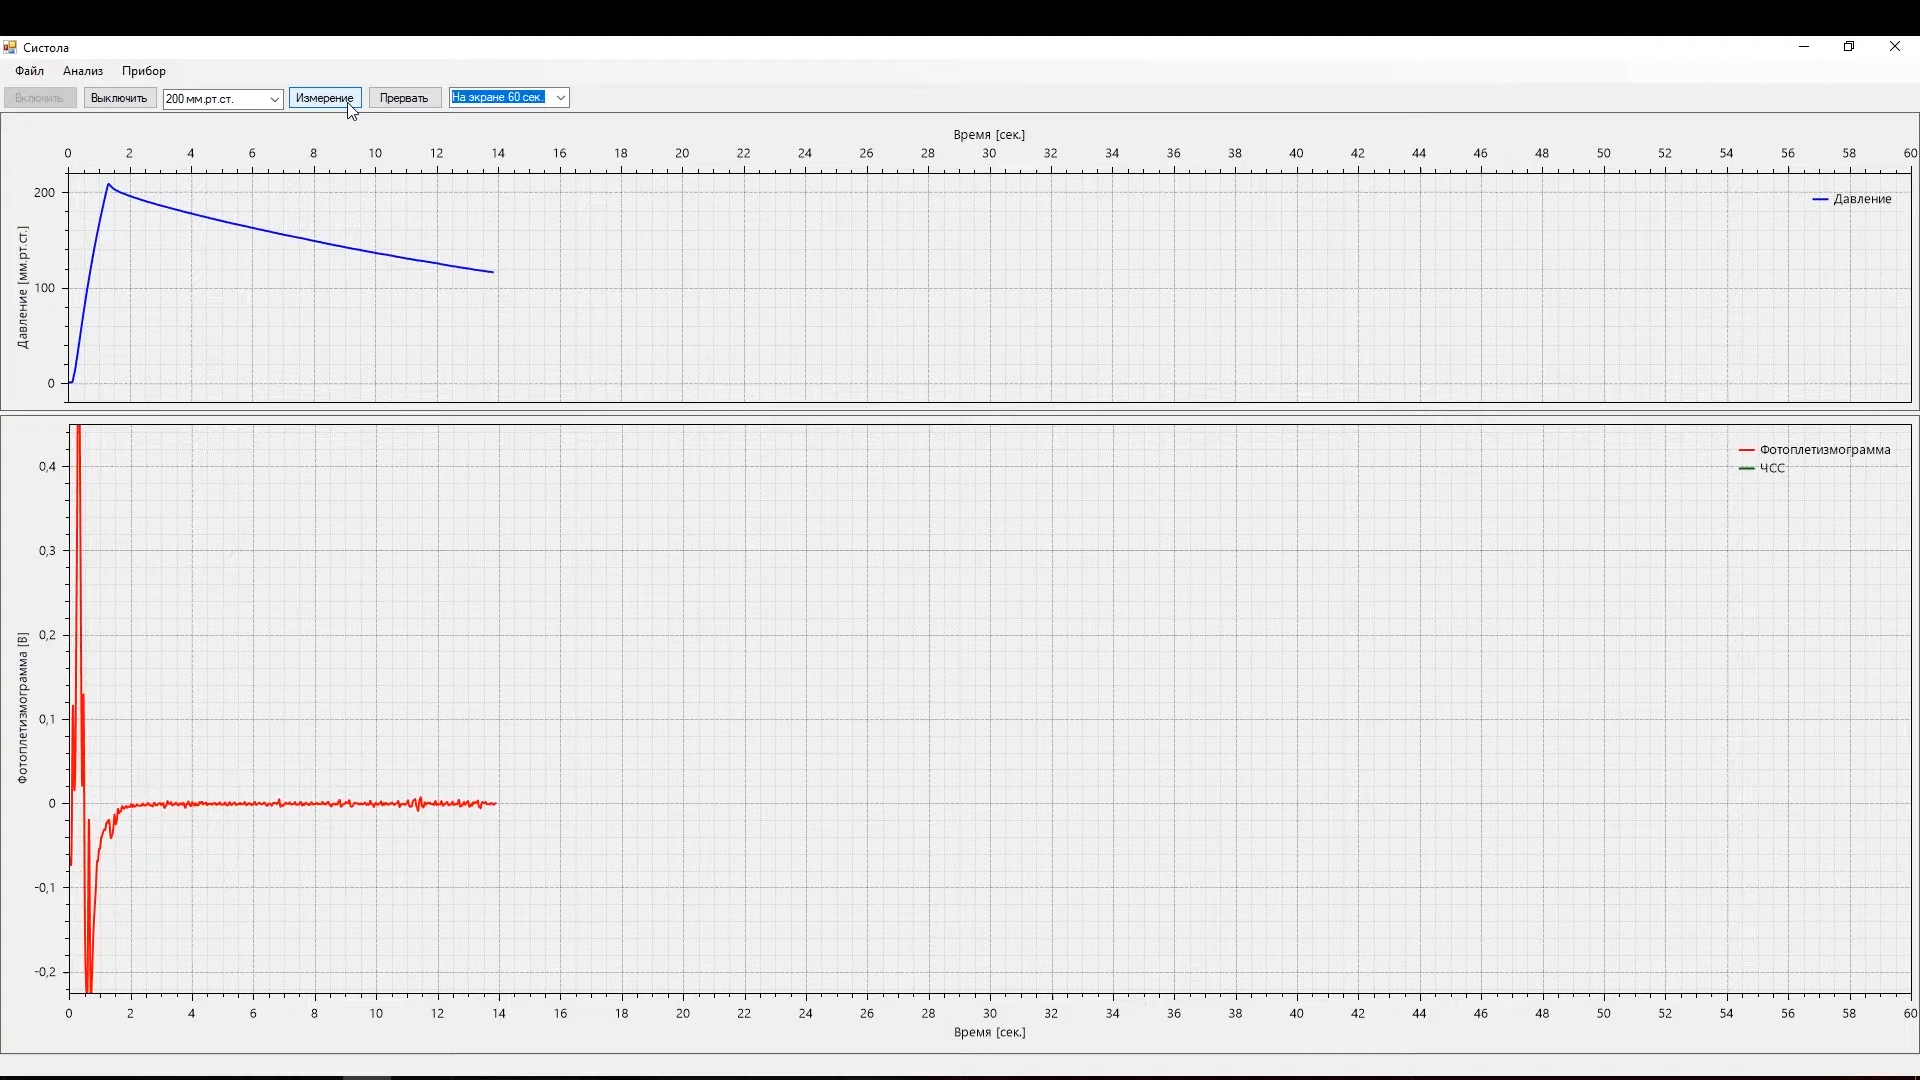 Систола
Файл Анализ Прибор
Включить Выключить 200 мм.рт.ст. Измерение Прервать На экране 60 сек.
Время [сек.]
0 2 4 6 8 10 12 14 16 18 20 22 24 26 28 30 32 34 36 38 40 42 44 46 48 50 52 54 56 58 60
200
100
0
Давление [мм.рт.ст.]
Давление
0,4
0,3
0,2
0,1
0
-0,1
-0,2
Фотоплетизмограмма [В]
Фотоплетизмограмма
ЧСС
0 2 4 6 8 10 12 14 16 18 20 22 24 26 28 30 32 34 36 38 40 42 44 46 48 50 52 54 56 58 60
Время [сек.]